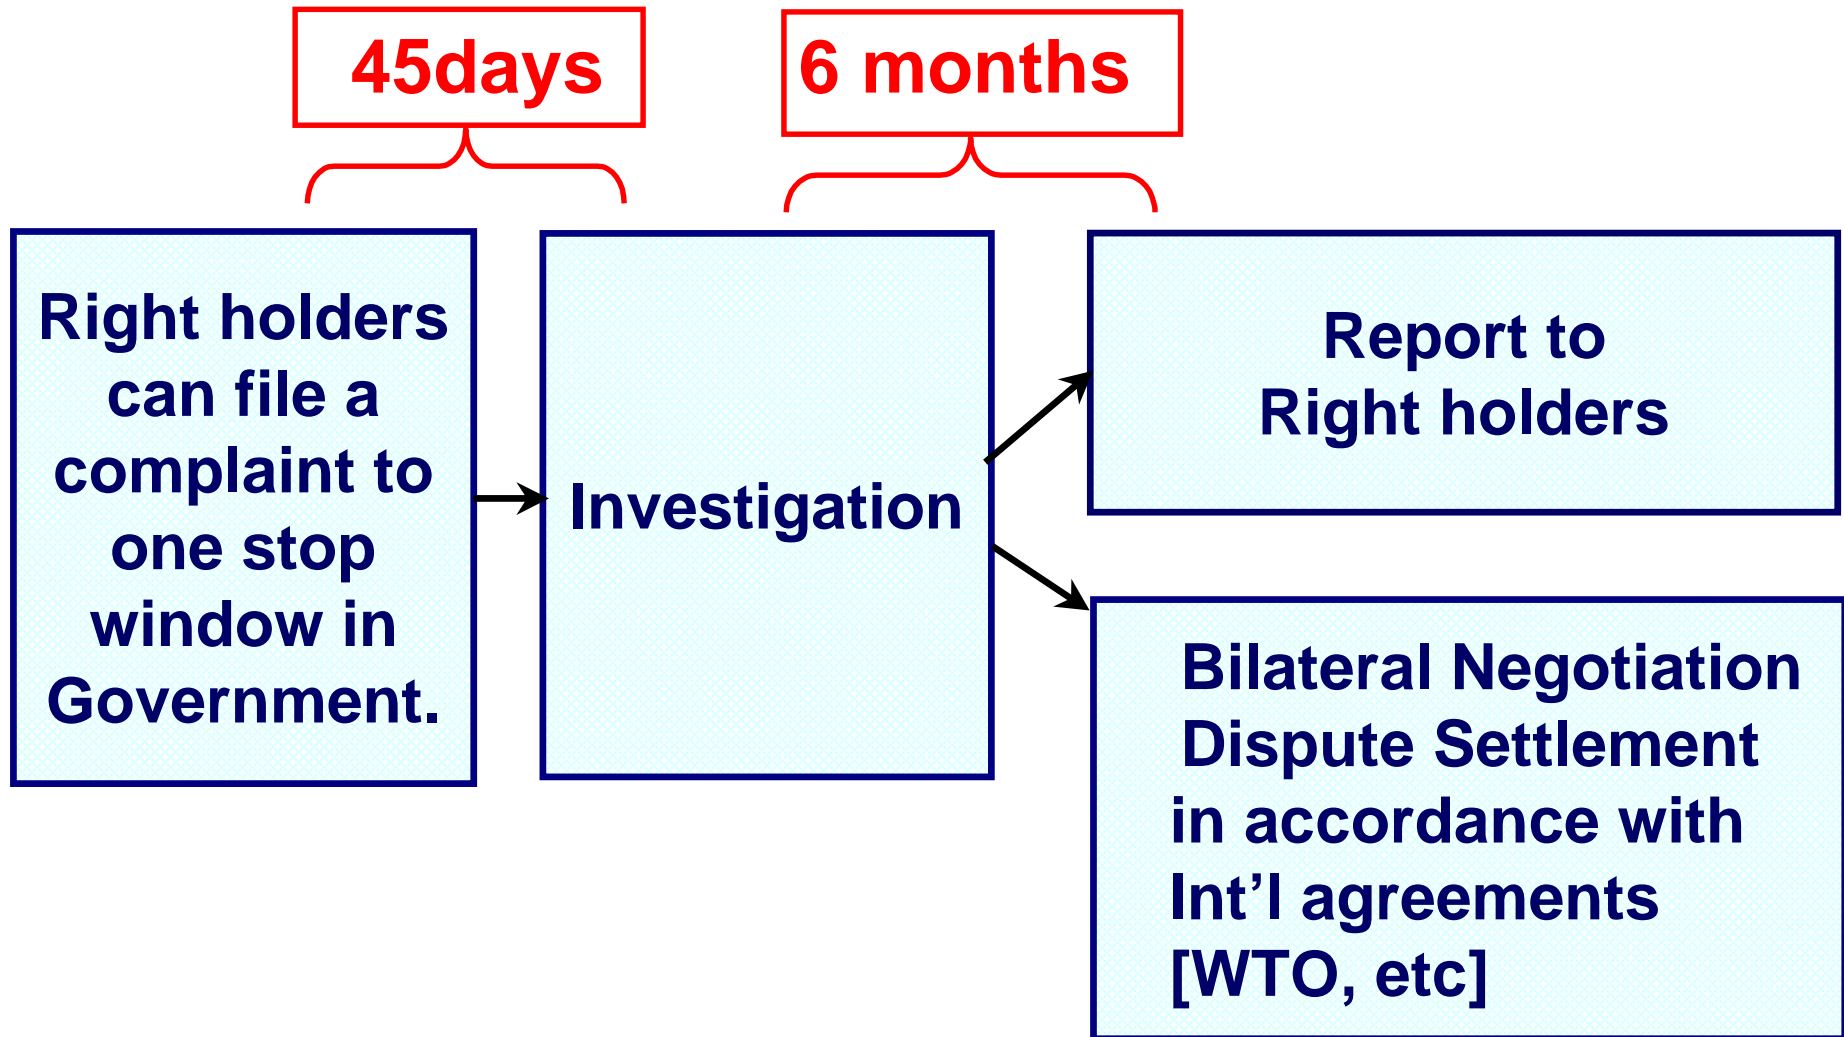 45days
6 months
Right holders
can file a
complaint to
one stop
window in
Government.
Investigation
Report to
Right holders
Bilateral Negotiation
Dispute Settlement
in accordance with
Int’l agreements
[WTO, etc]